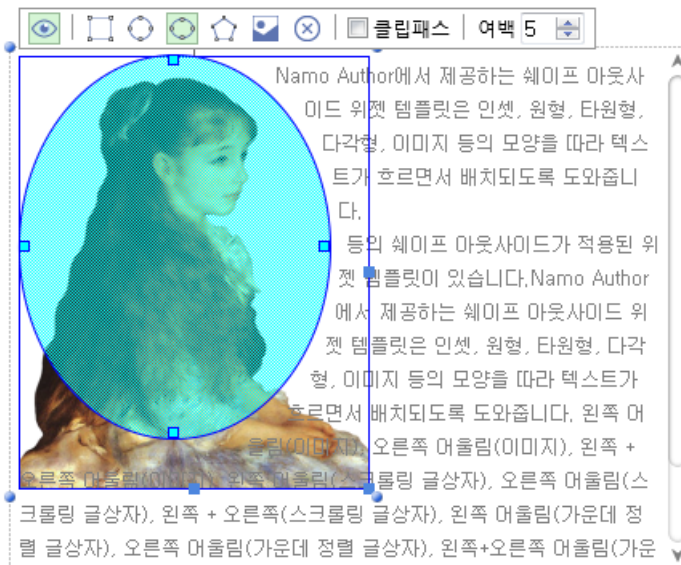 클립패스 여백 5
Namo Author에서 제공하는 쉐이프 아웃사
이드 위젯 템플릿은 인셋, 원형, 타원형,
다각형, 이미지 등의 모양을 따라 텍스
트가 흐르면서 배치되도록 도와줍니
다.
등의 쉐이프 아웃사이드가 적용된 위
젯 템플릿이 있습니다.Namo Author
에서 제공하는 쉐이프 아웃사이드 위
젯 템플릿은 인셋, 원형, 타원형, 다각
형, 이미지 등의 모양을 따라 텍스트가
흐르면서 배치되도록 도와줍니다. 왼쪽 어
울림(이미지), 오른쪽 어울림(이미지), 왼쪽 +
오른쪽 어울림(이미지), 왼쪽 어울림(스크롤링 글상자), 오른쪽 어울림(스
크롤링 글상자), 왼쪽 + 오른쪽(스크롤링 글상자), 왼쪽 어울림(가운데 정
렬 글상자), 오른쪽 어울림(가운데 정렬 글상자), 왼쪽+오른쪽 어울림(가운